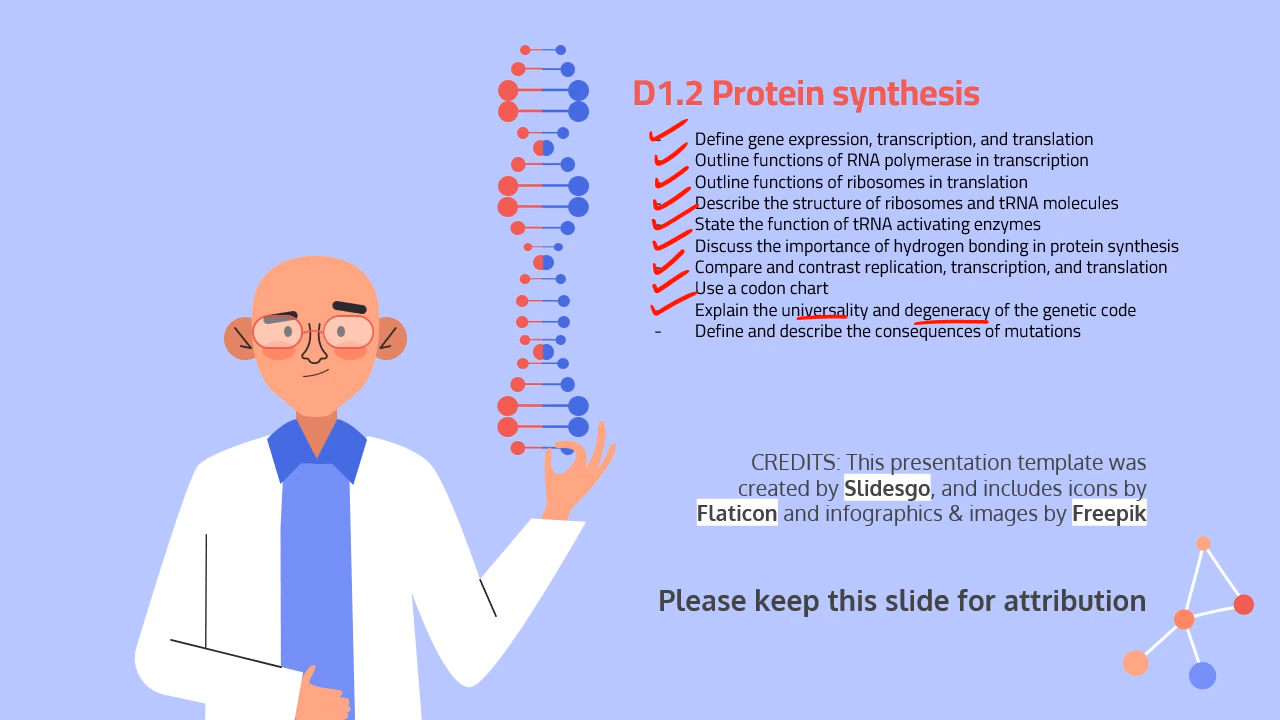 D1.2 Protein synthesis
Define gene expression, transcription, and translation
Outline functions of RNA polymerase in transcription
Outline functions of ribosomes in translation
Describe the structure of ribosomes and tRNA molecules
State the function of tRNA activating enzymes
Discuss the importance of hydrogen bonding in protein synthesis
Compare and contrast replication, transcription, and translation
Use a codon chart
Explain the universality and degeneracy of the genetic code
- Define and describe the consequences of mutations
CREDITS: This presentation template was
created by Slidesgo, and includes icons by
Flaticon and infographics & images by Freepik
Please keep this slide for attribution